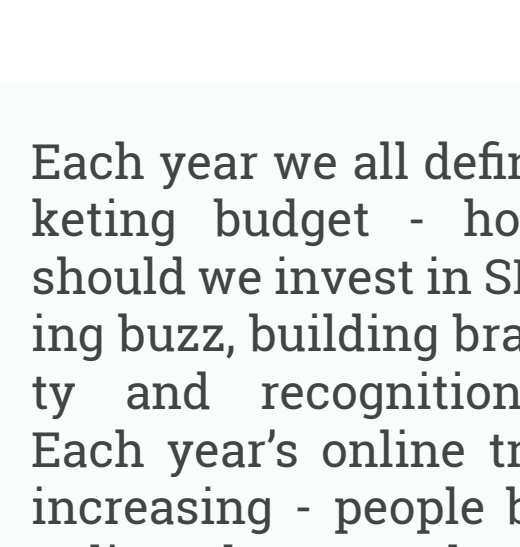 Each year we all defin
keting budget - ho
should we invest in S
ing buzz, building bra
ty and recognition
Each year’s online tr
increasing - people b